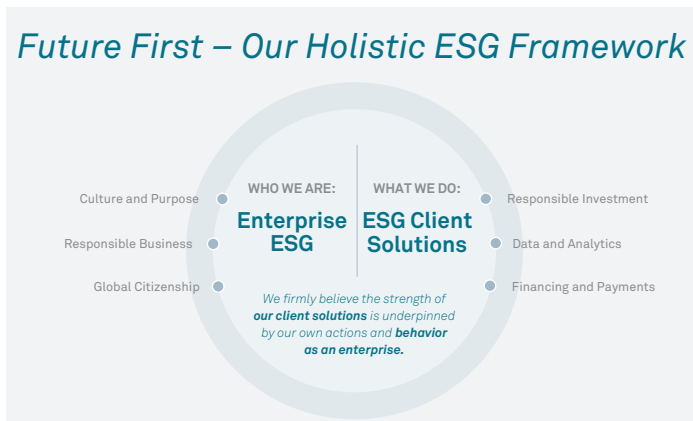 Future First – Our Holistic ESG Framework
WHO WE ARE:
Enterprise
ESG
WHAT WE DO:
ESG Client
Solutions
Culture and Purpose
Responsible Business
Global Citizenship
Responsible Investment
Data and Analytics
Financing and Payments
We firmly believe the strength of
our client solutions is underpinned
by our own actions and behavior
as an enterprise.